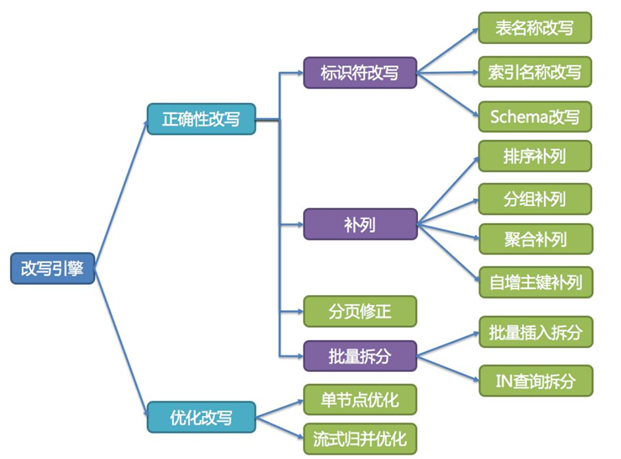 改写引擎
正确性改写
标识符改写
表名称改写
索引名称改写
Schema改写
补列
排序补列
分组补列
聚合补列
自增主键补列
分页修正
批量拆分
批量插入拆分
IN查询拆分
优化改写
单节点优化
流式归并优化